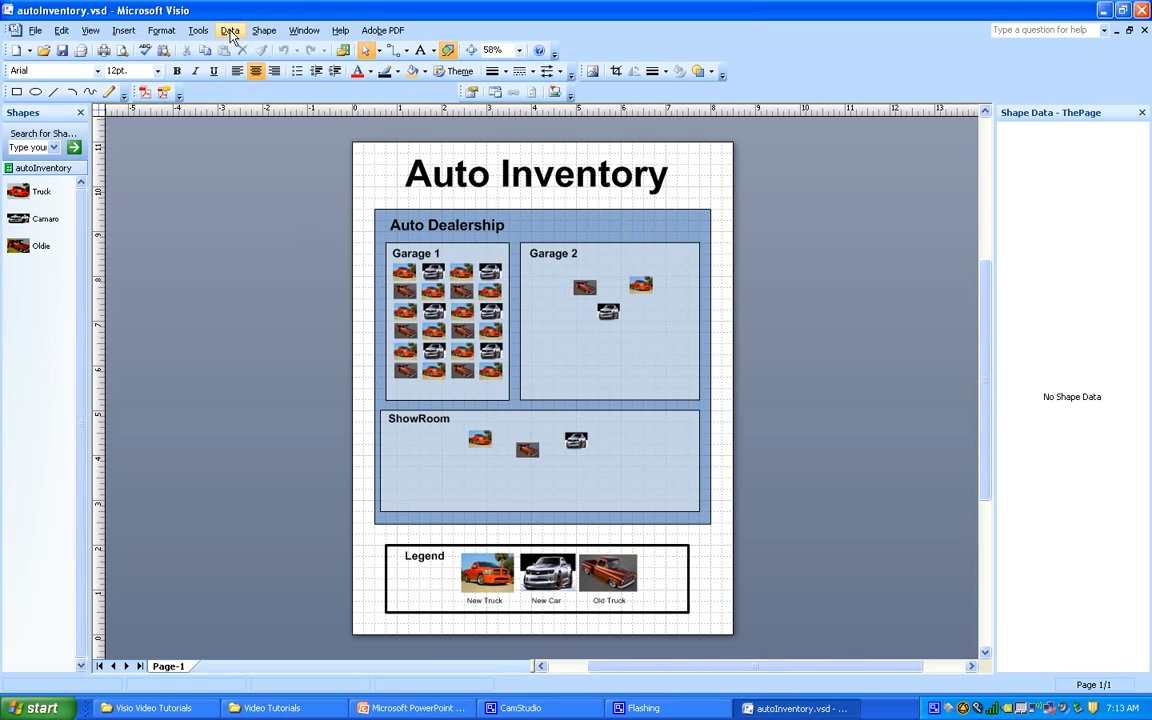 autoInventory.vsd - Microsoft Visio
File Edit View Insert Format Tools Data Shape Window Help Adobe PDF
Type a question for help
58%
Arial 12pt. B I U A Theme
Shapes
Search for Sha...
Type your
autoInventory
Truck
Camaro
Oldie
Auto Inventory
Auto Dealership
Garage 1
Garage 2
ShowRoom
Legend
New Truck New Car Old Truck
Shape Data - ThePage
No Shape Data
Page-1
Page 1/1
start Visio Video Tutorials Video Tutorials Microsoft PowerPoint ... CamStudio Flashing autoInventory.vsd - ... 7:13 AM